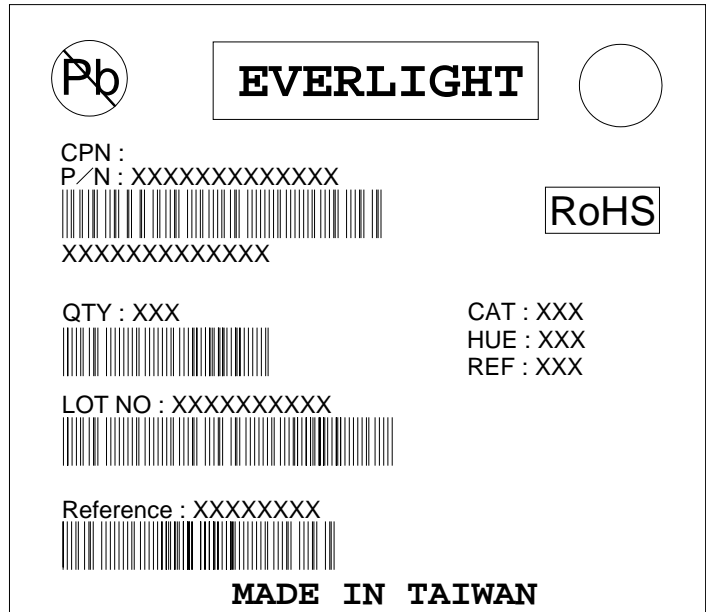 Pb
EVERLIGHT
CPN :
P/N : XXXXXXXXXXXXX
XXXXXXXXXXXXX
RoHS
QTY : XXX
CAT : XXX
HUE : XXX
REF : XXX
LOT NO : XXXXXXXXXX
Reference : XXXXXXXX
MADE IN TAIWAN